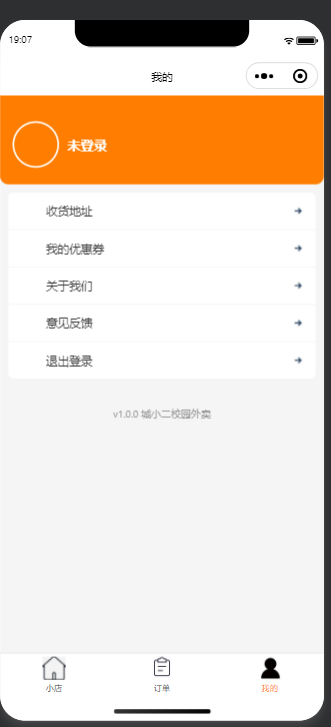 19:07
我的
未登录
收货地址
我的优惠券
关于我们
意见反馈
退出登录
v1.0.0 城小二校园外卖
小店
订单
我的